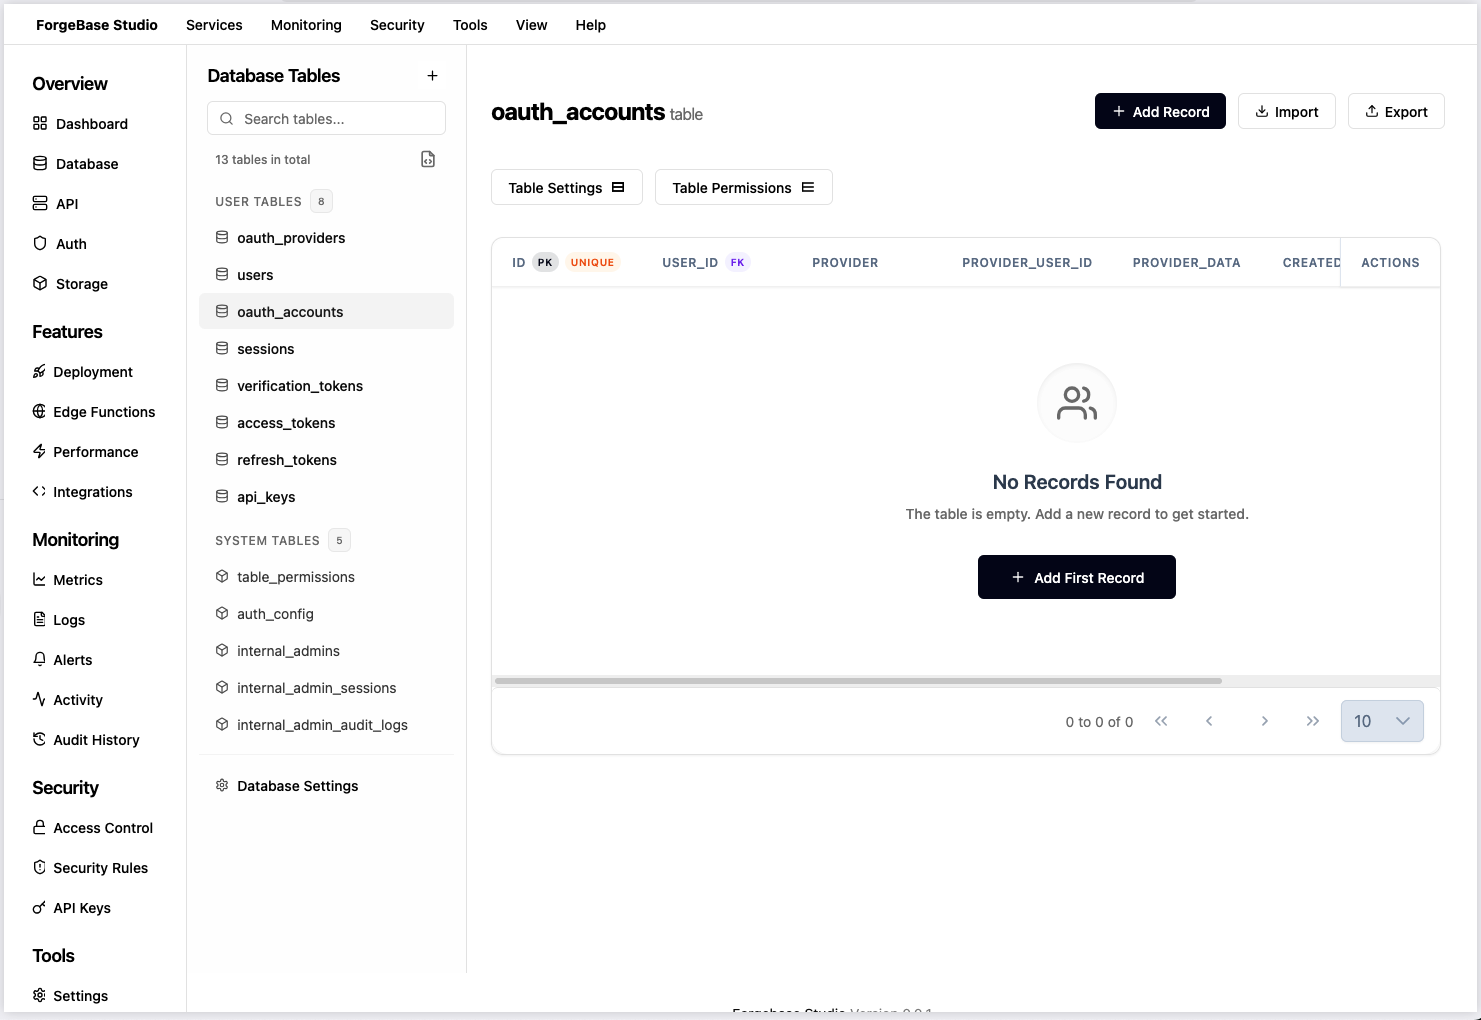 ForgeBase Studio Services Monitoring Security Tools View Help
Overview
Dashboard
Database
API
Auth
Storage
Features
Deployment
Edge Functions
Performance
Integrations
Monitoring
Metrics
Logs
Alerts
Activity
Audit History
Security
Access Control
Security Rules
API Keys
Tools
Settings
Database Tables
Search tables...
13 tables in total
USER TABLES 8
oauth_providers
users
oauth_accounts
sessions
verification_tokens
access_tokens
refresh_tokens
api_keys
SYSTEM TABLES 5
table_permissions
auth_config
internal_admins
internal_admin_sessions
internal_admin_audit_logs
Database Settings
oauth_accounts table
Add Record Import Export
Table Settings Table Permissions
ID PK UNIQUE USER_ID FK PROVIDER PROVIDER_USER_ID PROVIDER_DATA CREATED ACTIONS
No Records Found
The table is empty. Add a new record to get started.
Add First Record
0 to 0 of 0 10
Forgebase Studio Version